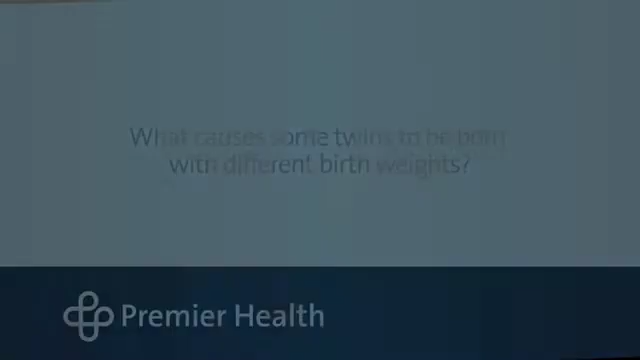 What causes some twins to be born
with different birth weights?
Premier Health